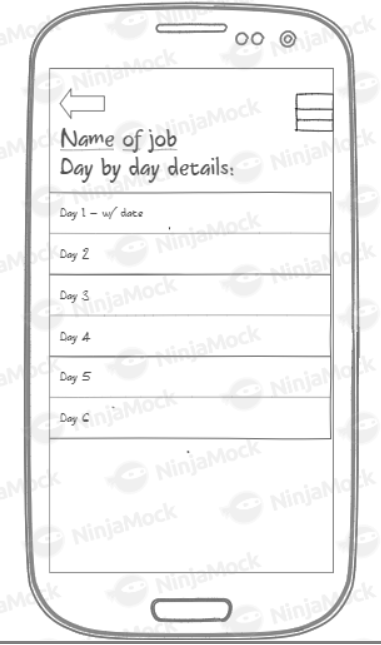 Name of job
Day by day details:
Day 1 - w/ date
Day 2
Day 3
Day 4
Day 5
Day 6
NinjaMock
NinjaMock
NinjaMock
NinjaMock
NinjaMock
NinjaMock
NinjaMock
NinjaMock
NinjaMock
NinjaMock
NinjaMock
NinjaMock